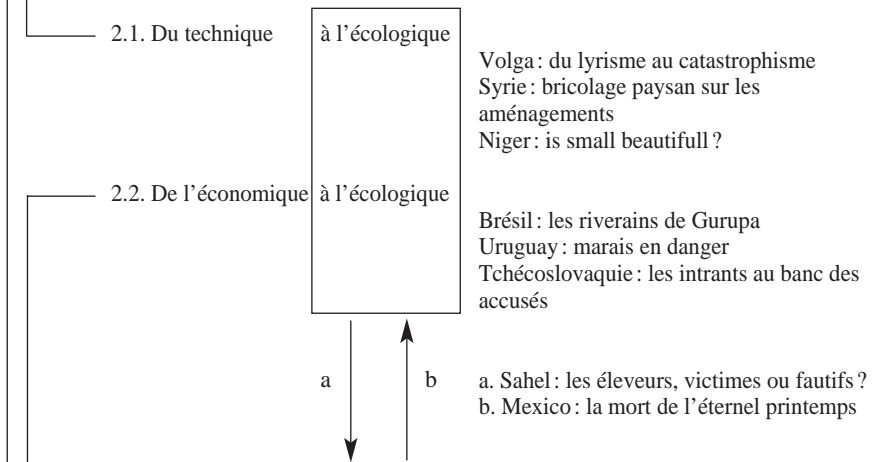 2.1. Du technique à l’écologique
Volga : du lyrisme au catastrophisme
Syrie : bricolage paysan sur les
aménagements
Niger : is small beautifull ?
2.2. De l’économique à l’écologique
Brésil : les riverains de Gurupa
Uruguay : marais en danger
Tchécoslovaquie : les intrants au banc des
accusés
a b
a. Sahel : les éleveurs, victimes ou fautifs ?
b. Mexico : la mort de l’éternel printemps